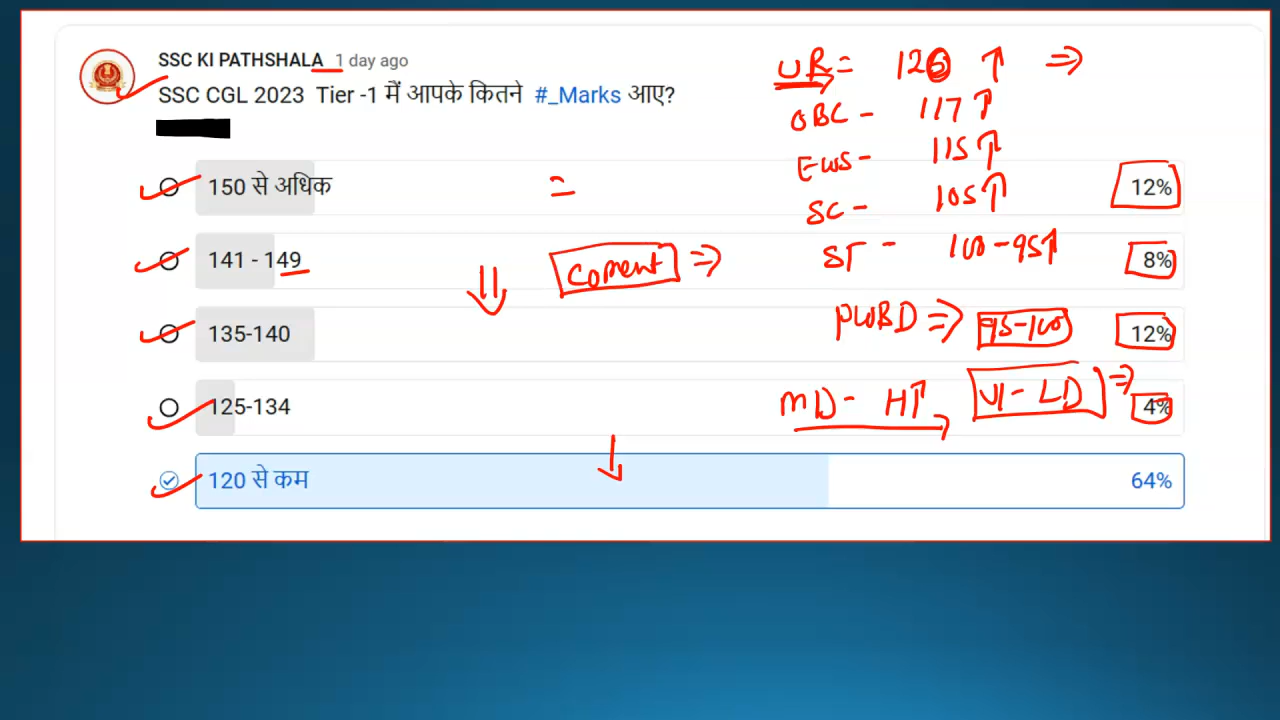 SSC KI PATHSHALA 1 day ago
SSC CGL 2023 Tier -1 मैं आपके कितने #_Marks आए?
150 से अधिक 12%
141 - 149 8%
135-140 12%
125-134 4%
120 से कम 64%
UR = 125 ↑ ⇒
OBC - 117 ↑
EWS - 115 ↑
SC - 105 ↑
ST - 100-95↑
Coment ⇒
PWBD ⇒ 95-100
MD - H↑ VI - LD ⇒